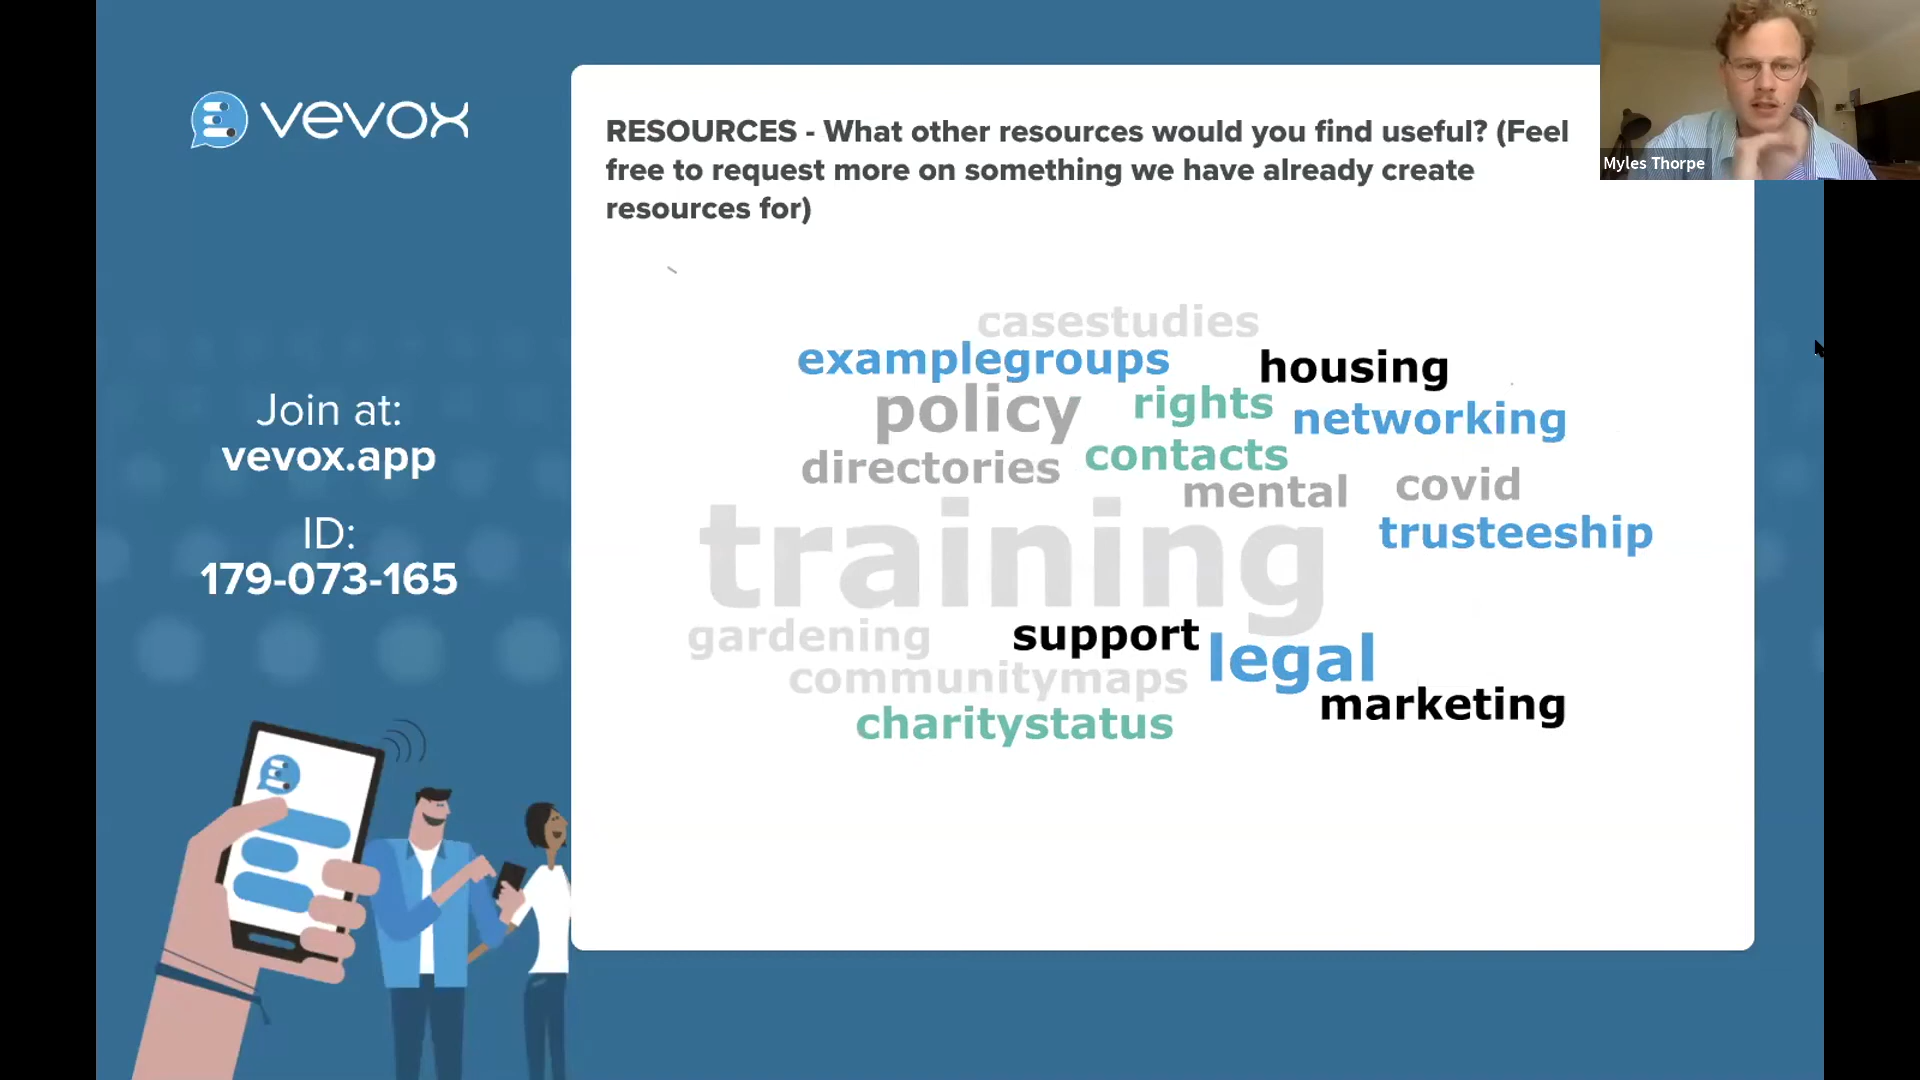 vevox
RESOURCES - What other resources would you find useful? (Feel
free to request more on something we have already create
resources for)
Myles Thorpe
Join at:
vevox.app
ID:
179-073-165
casestudies
examplegroups
housing
policy
rights
networking
directories
contacts
mental
covid
training
trusteeship
gardening
support
legal
communitymaps
marketing
charitystatus